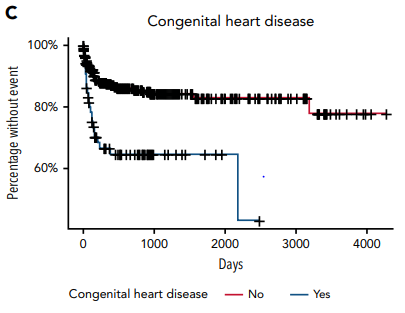 C
Congenital heart disease
Percentage without event
100%
80%
60%
0 1000 2000 3000 4000
Days
Congenital heart disease No Yes